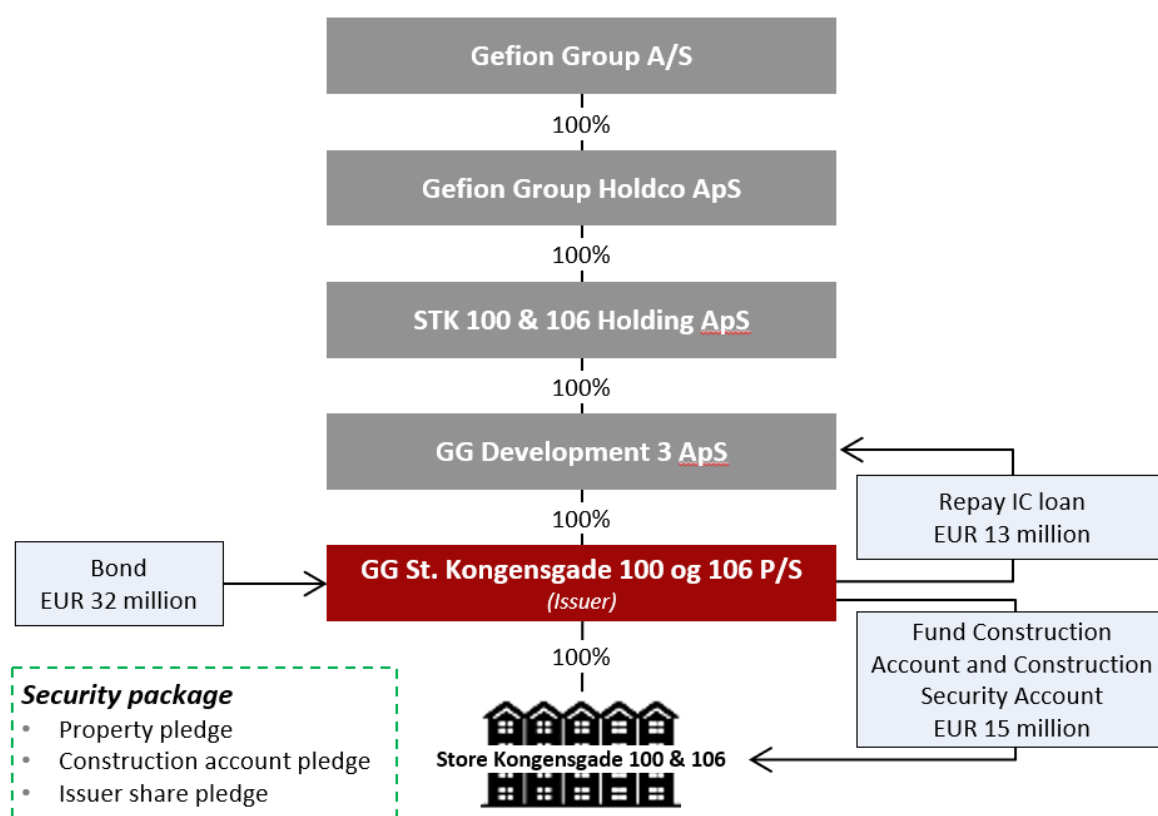 Gefion Group A/S
100%
Gefion Group Holdco ApS
100%
STK 100 & 106 Holding ApS
100%
GG Development 3 ApS
100%
Repay IC loan
EUR 13 million
Bond
EUR 32 million
GG St. Kongensgade 100 og 106 P/S
(Issuer)
100%
Fund Construction
Account and Construction
Security Account
EUR 15 million
Security package
• Property pledge
• Construction account pledge
• Issuer share pledge
Store Kongensgade 100 & 106